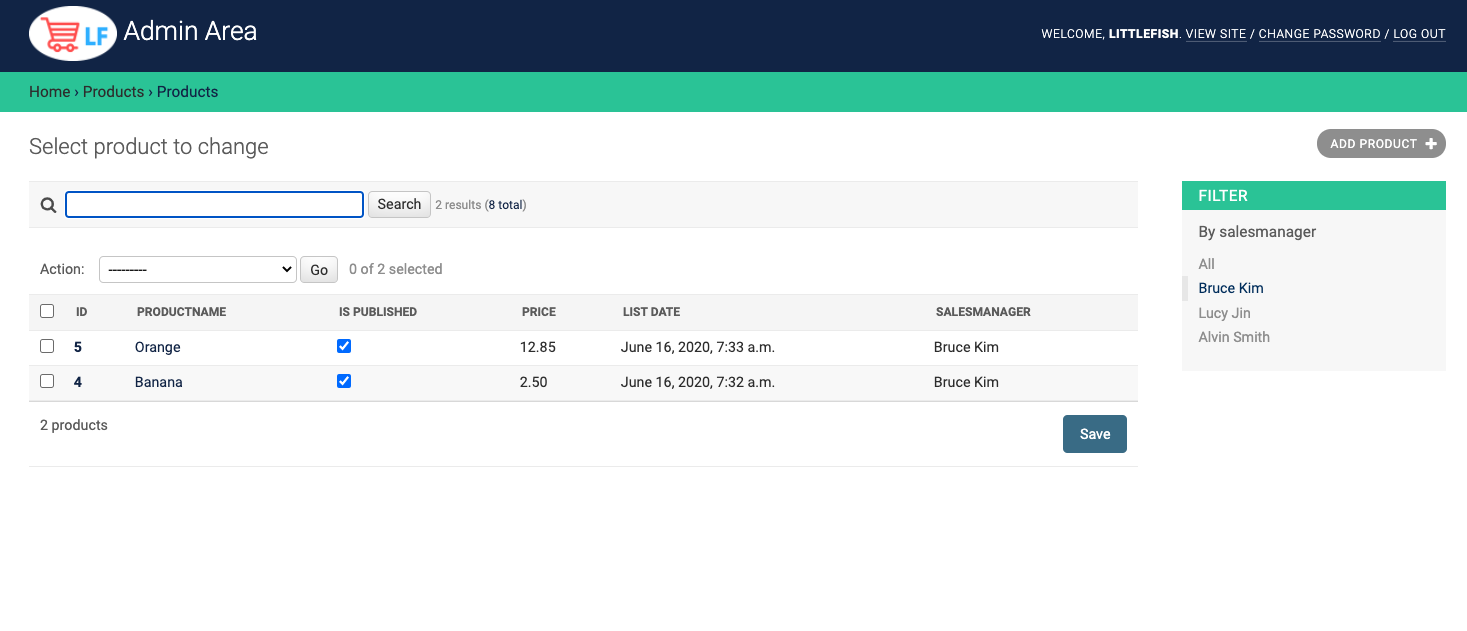 LF Admin Area
WELCOME, LITTLEFISH. VIEW SITE / CHANGE PASSWORD / LOG OUT
Home › Products › Products
Select product to change
ADD PRODUCT +
Search 2 results (8 total)
FILTER
By salesmanager
All
Bruce Kim
Lucy Jin
Alvin Smith
Action: --------- Go 0 of 2 selected
ID PRODUCTNAME IS PUBLISHED PRICE LIST DATE SALESMANAGER
5 Orange 12.85 June 16, 2020, 7:33 a.m. Bruce Kim
4 Banana 2.50 June 16, 2020, 7:32 a.m. Bruce Kim
2 products
Save